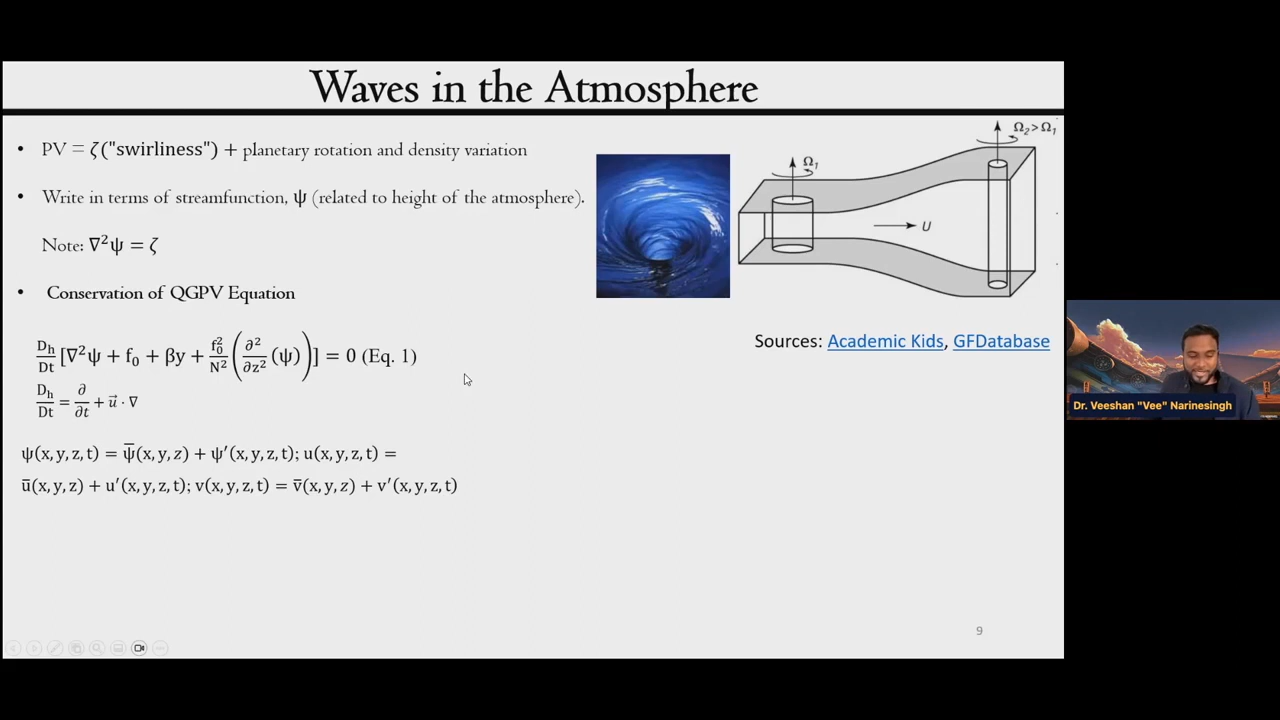 Waves in the Atmosphere
• PV = ζ("swirliness") + planetary rotation and density variation
• Write in terms of streamfunction, ψ (related to height of the atmosphere).
Note: ∇²ψ = ζ
• Conservation of QGPV Equation
D_h/Dt [∇²ψ + f₀ + βy + f₀²/N² (∂²/∂z² (ψ))] = 0 (Eq. 1)
D_h/Dt = ∂/∂t + u⃗ · ∇
ψ(x, y, z, t) = ψ̅(x, y, z) + ψ′(x, y, z, t); u(x, y, z, t) =
u̅(x, y, z) + u′(x, y, z, t); v(x, y, z, t) = v̅(x, y, z) + v′(x, y, z, t)
Ω₁
U
Ω₂>Ω₁
Sources: Academic Kids, GFDatabase
9
Dr. Veeshan "Vee" Narinesingh